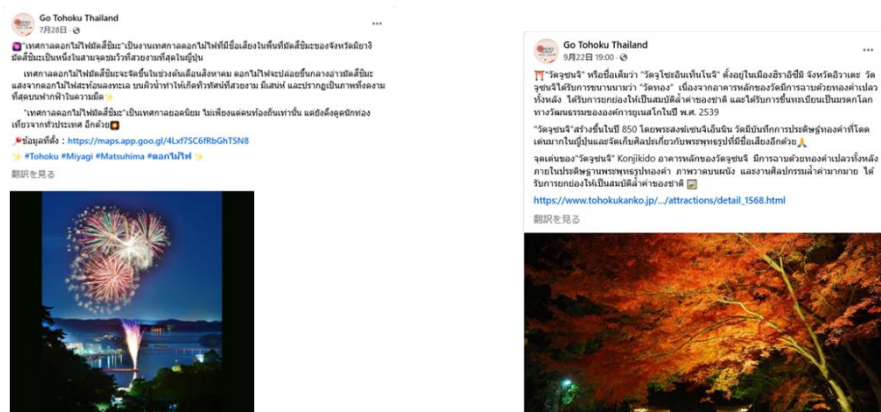 Go Tohoku Thailand
7月28日 ·
"เทศกาลดอกไม้ไฟมัตสึชิมะ"เป็นงานเทศกาลดอกไม้ไฟที่มีชื่อเสียงในพื้นที่มัตสึชิมะของจังหวัดมิยางิ
มัตสึชิมะเป็นหนึ่งในสามจุดชมวิวที่สวยงามที่สุดในญี่ปุ่น
เทศกาลดอกไม้ไฟมัตสึชิมะจะจัดขึ้นในช่วงต้นเดือนสิงหาคม ดอกไม้ไฟจะปล่อยขึ้นกลางอ่าวมัตสึชิมะ
แสงจากดอกไม้ไฟสะท้อนลงทะเล บนผิวน้ำทำให้เกิดทิวทัศน์ที่สวยงาม มีเสน่ห์ และปรากฏเป็นภาพที่งดงาม
ที่สุดบนฟากฟ้าในความมืด
"เทศกาลดอกไม้ไฟมัตสึชิมะ"เป็นเทศกาลยอดนิยม ไม่เพียงแต่คนท้องถิ่นเท่านั้น แต่ยังดึงดูดนักท่อง
เที่ยวจากทั่วประเทศ อีกด้วย
ข้อมูลที่ตั้ง : https://maps.app.goo.gl/4Lxf7SC6fRbGhTSN8
#Tohoku #Miyagi #Matsushima #ดอกไม้ไฟ
翻訳を見る
Go Tohoku Thailand
9月22日 19:00 ·
"วัดจูซนจิ" หรือชื่อเดิมว่า "วัดจูโซะอันเท็นโนจิ" ตั้งอยู่ในเมืองฮิราอิซึมิ จังหวัดอิวาเตะ วัด
จูซนจิได้รับการขนานนามว่า "วัดทอง" เนื่องจากอาคารหลักของวัดมีการฉาบด้วยทองคำเปลว
ทั้งหลัง ได้รับการยกย่องให้เป็นสมบัติล้ำค่าของชาติ และได้รับการขึ้นทะเบียนเป็นมรดกโลก
ทางวัฒนธรรมขององค์การยูเนสโกในปี พ.ศ. 2539
"วัดจูซนจิ"สร้างขึ้นในปี 850 โดยพระสงฆ์เซนจิเอ็นนิน วัดมีบันทึกการประดิษฐ์ทองคำที่โดด
เด่นมากในญี่ปุ่นและจัดเก็บศิลปะเกี่ยวกับพระพุทธรูปที่มีชื่อเสียงอีกด้วย
จุดเด่นของ"วัดจูซนจิ" Konjikido อาคารหลักของวัดจูซนจิ มีการฉาบด้วยทองคำเปลวทั้งหลัง
ภายในประดิษฐานพระพุทธรูปทองคำ ภาพวาดบนผนัง และงานศิลปกรรมล้ำค่ามากมาย ได้
รับการยกย่องให้เป็นสมบัติล้ำค่าของชาติ
https://www.tohokukanko.jp/.../attractions/detail_1568.html
翻訳を見る